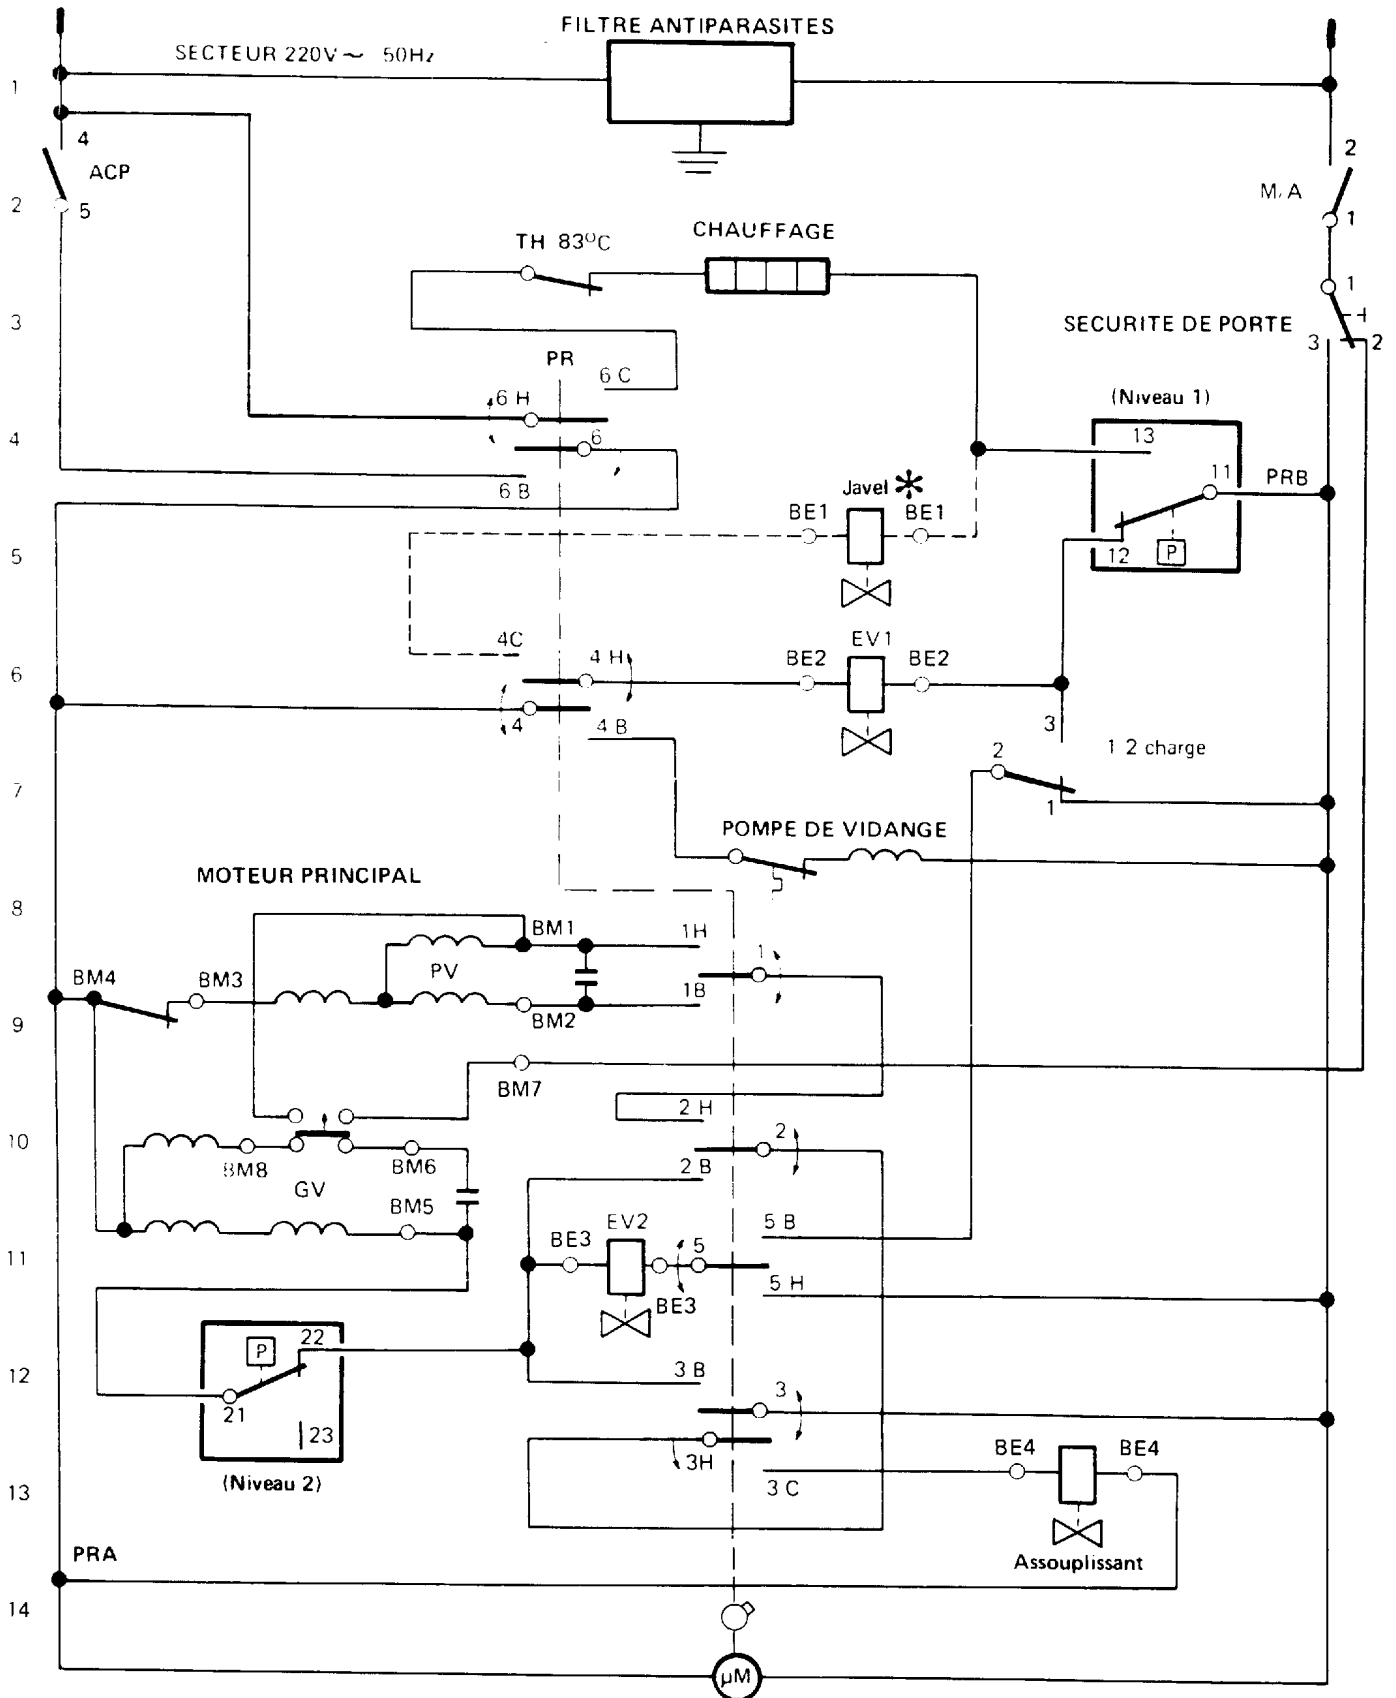 FILTRE ANTIPARASITES
SECTEUR 220V ~ 50Hz
1
4
ACP
2
M/A
2
5
1
TH 83°C
CHAUFFAGE
1
3
SECURITE DE PORTE
3
2
PR
6 C
(Niveau 1)
6 H
4
6
13
11
PRB
6 B
Javel *
BE1
BE1
5
12
P
4C
EV1
4 H
BE2
BE2
6
4
4 B
3
2
1 2 charge
7
1
POMPE DE VIDANGE
MOTEUR PRINCIPAL
8
BM1
1H
1
BM4
BM3
PV
1B
9
BM2
BM7
2 H
10
2
BM8
BM6
2 B
GV
BM5
EV2
5 B
11
BE3
5
BE3
5 H
P
22
12
3 B
3
21
23
3H
BE4
BE4
(Niveau 2)
3 C
13
PRA
Assouplissant
14
µM